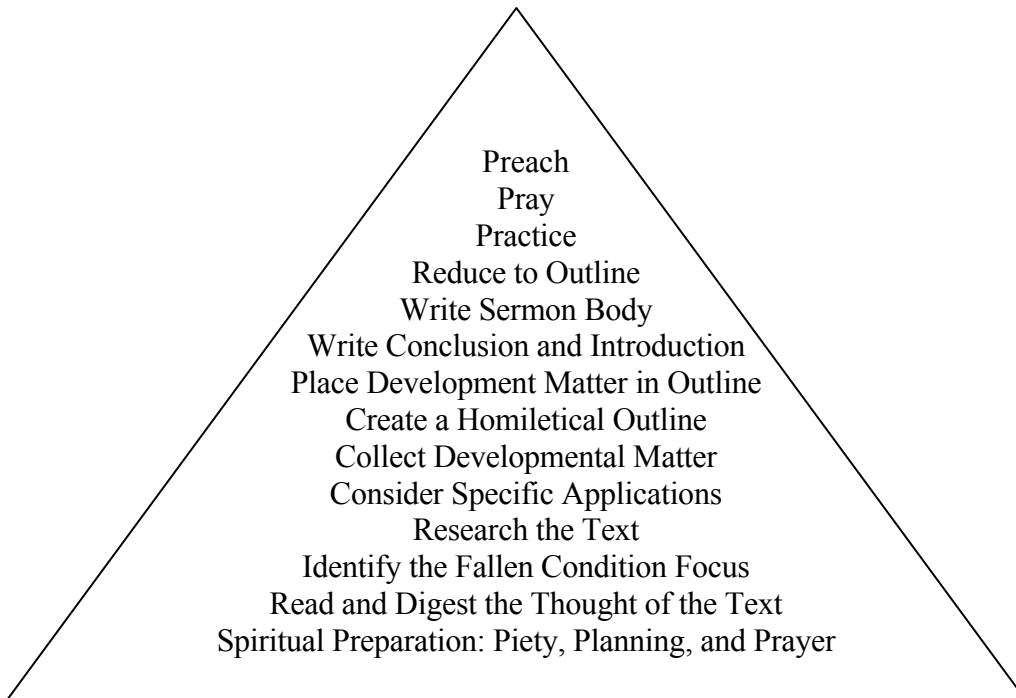 Preach
Pray
Practice
Reduce to Outline
Write Sermon Body
Write Conclusion and Introduction
Place Development Matter in Outline
Create a Homiletical Outline
Collect Developmental Matter
Consider Specific Applications
Research the Text
Identify the Fallen Condition Focus
Read and Digest the Thought of the Text
Spiritual Preparation: Piety, Planning, and Prayer